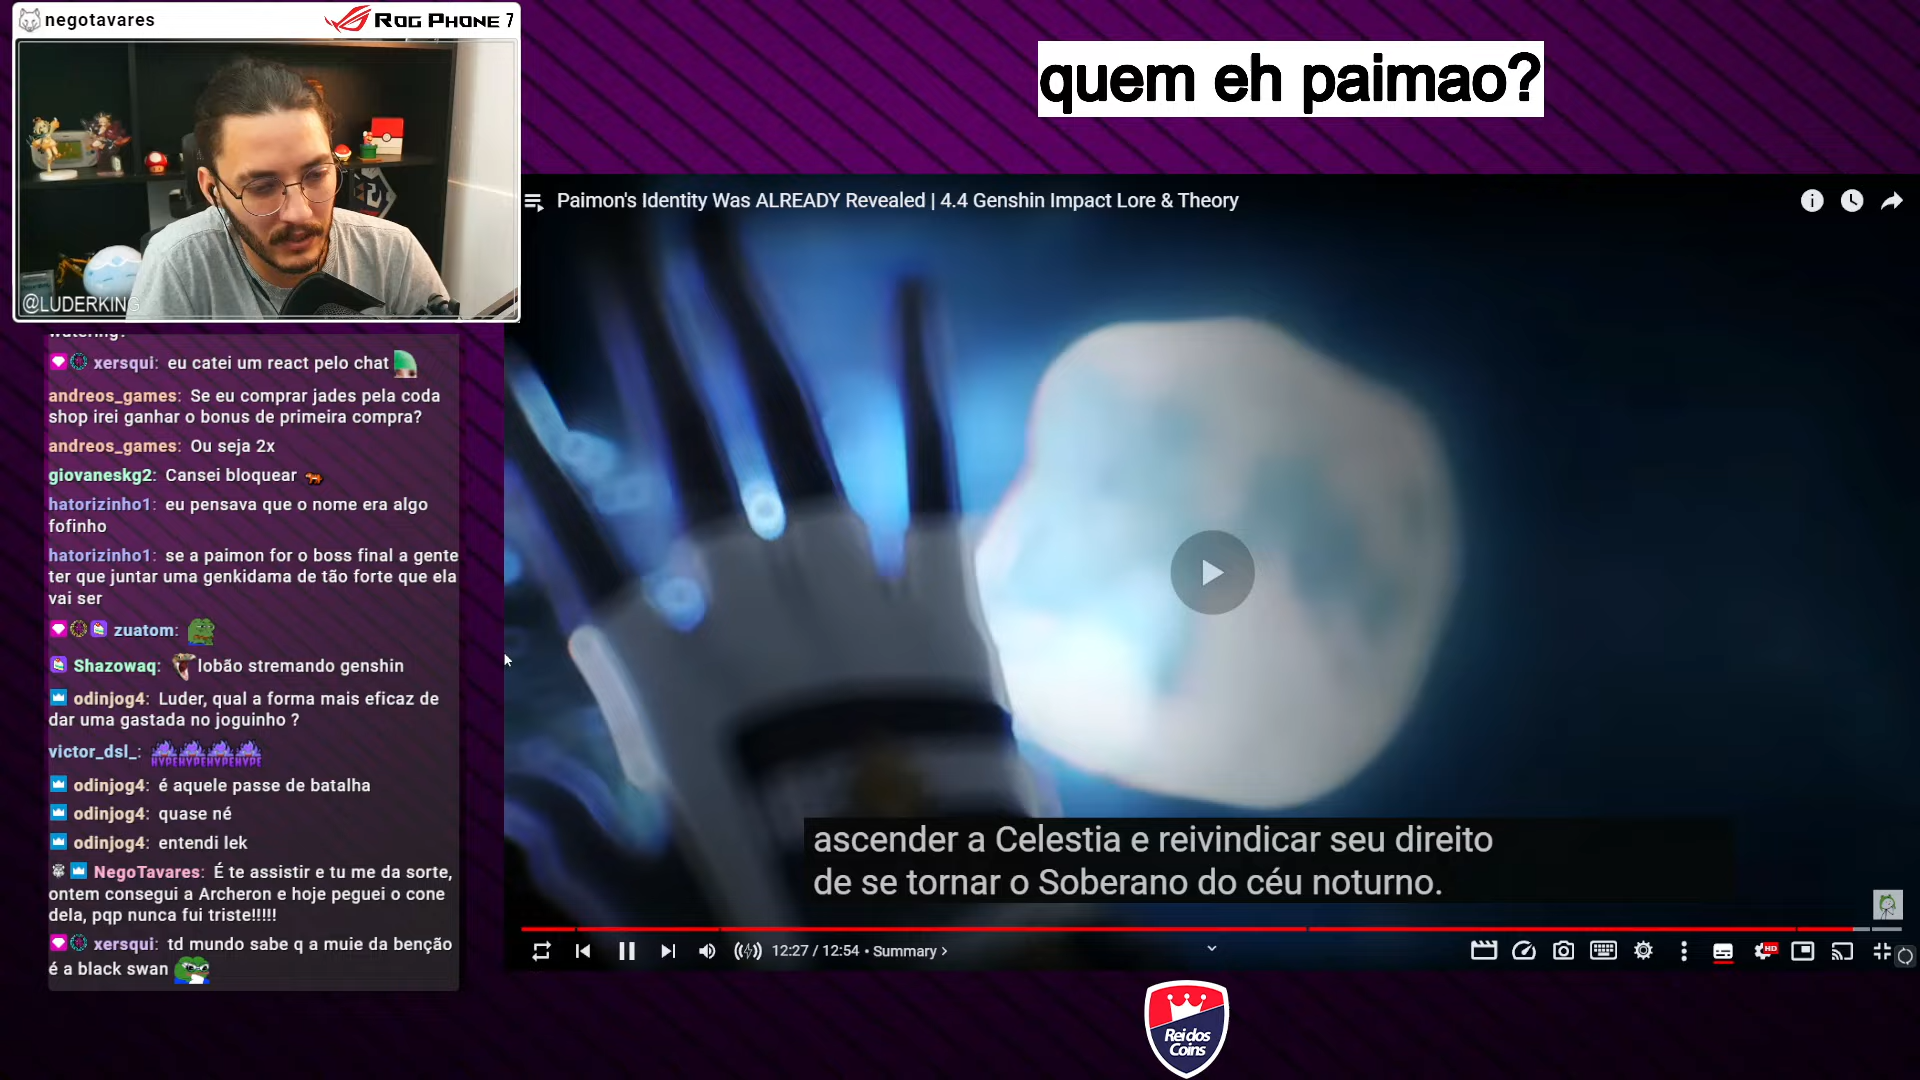 negotavares
ROG PHONE 7
@LUDERKING
quem eh paimao?
Paimon's Identity Was ALREADY Revealed | 4.4 Genshin Impact Lore & Theory
xersqui: eu catei um react pelo chat
andreos_games: Se eu comprar jades pela coda
shop irei ganhar o bonus de primeira compra?
andreos_games: Ou seja 2x
giovaneskg2: Cansei bloquear
hatorizinho1: eu pensava que o nome era algo
fofinho
hatorizinho1: se a paimon for o boss final a gente
ter que juntar uma genkidama de tão forte que ela
vai ser
zuatom:
Shazowaq: lobão stremando genshin
odinjog4: Luder, qual a forma mais eficaz de
dar uma gastada no joguinho ?
victor_dsl_: HYPEHYPEHYPEHYPE
odinjog4: é aquele passe de batalha
odinjog4: quase né
odinjog4: entendi lek
NegoTavares: É te assistir e tu me da sorte,
ontem consegui a Archeron e hoje peguei o cone
dela, pqp nunca fui triste!!!!!
xersqui: td mundo sabe q a muie da benção
é a black swan
ascender a Celestia e reivindicar seu direito
de se tornar o Soberano do céu noturno.
12:27 / 12:54 • Summary
HD
Rei dos
Coins